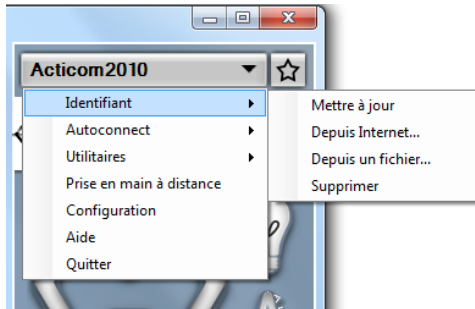 Acticom2010
Identifiant
Autoconnect
Utilitaires
Prise en main à distance
Configuration
Aide
Quitter
Mettre à jour
Depuis Internet...
Depuis un fichier...
Supprimer